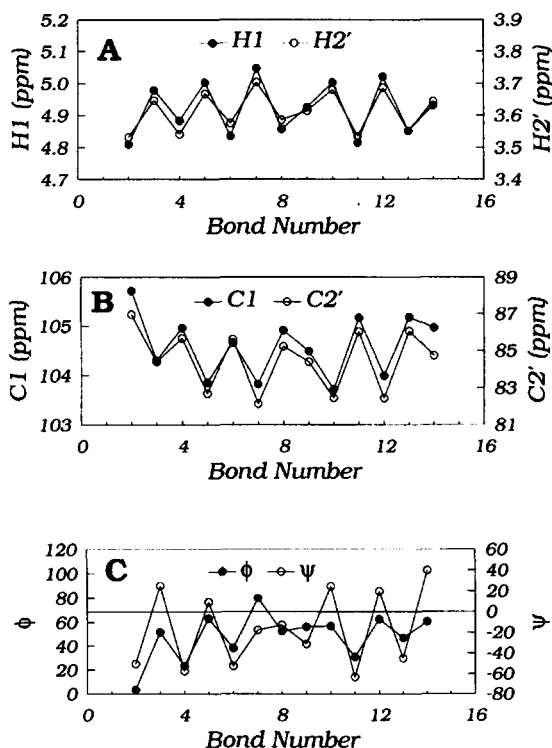 A
H1 H2'
H1 (ppm)
5.2
5.1
5.0
4.9
4.8
4.7
3.9
3.8
3.7
3.6
3.5
3.4
H2' (ppm)
0 4 8 12 16
Bond Number
B
C1 C2'
C1 (ppm)
106
105
104
103
89
87
85
83
81
C2' (ppm)
0 4 8 12 16
Bond Number
C
ϕ ψ
ϕ
120
100
80
60
40
20
0
60
40
20
0
-20
-40
-60
-80
ψ
0 4 8 12 16
Bond Number